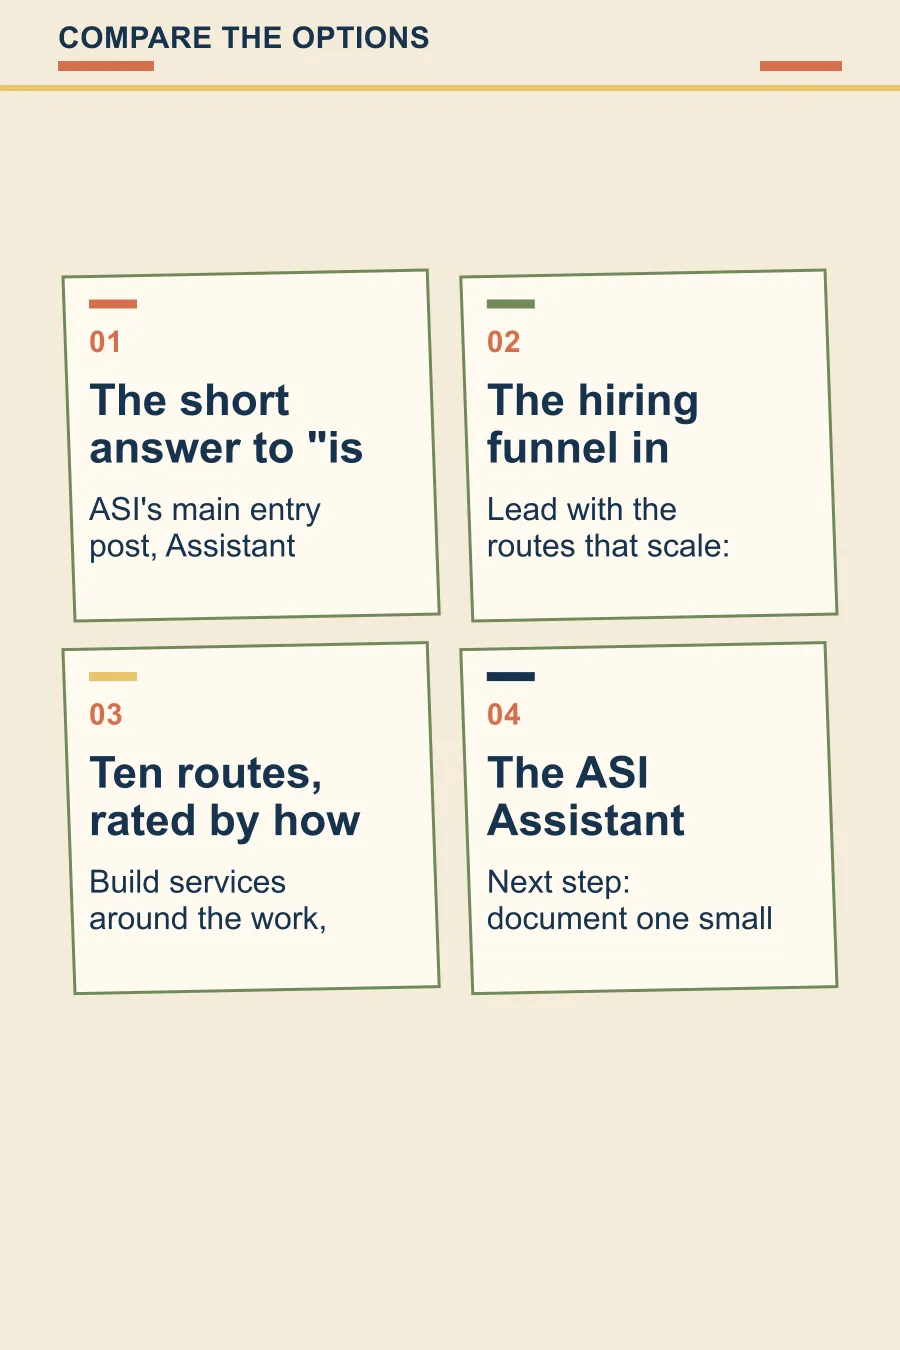 COMPARE THE OPTIONS
01
The short
answer to "is
ASI's main entry
post, Assistant
02
The hiring
funnel in
Lead with the
routes that scale:
03
Ten routes,
rated by how
Build services
around the work,
04
The ASI
Assistant
Next step:
document one small